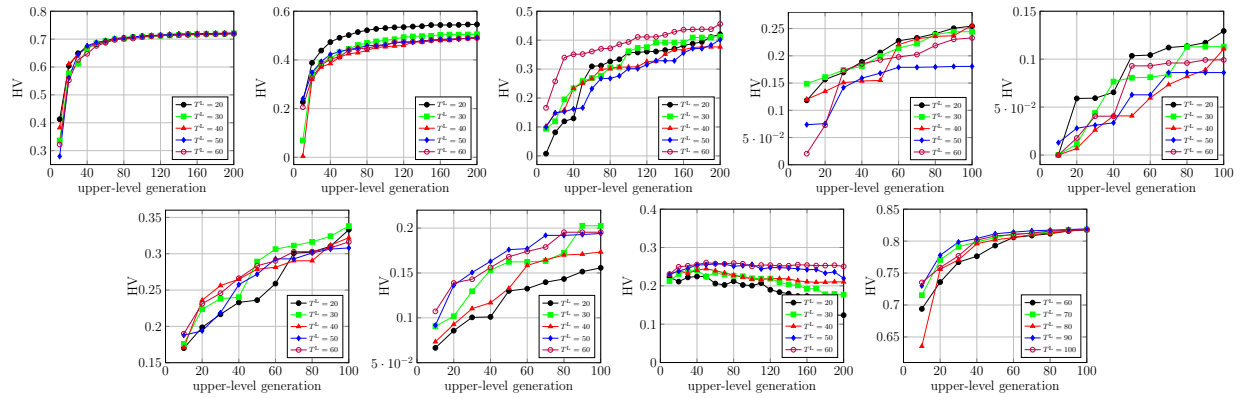 0.8
0.7
0.6
0.5
0.4
0.3
HV
T^L = 20
T^L = 30
T^L = 40
T^L = 50
T^L = 60
0 40 80 120 160 200
upper-level generation
0.6
0.4
0.2
0
HV
T^L = 20
T^L = 30
T^L = 40
T^L = 50
T^L = 60
0 40 80 120 160 200
upper-level generation
0.5
0.4
0.3
0.2
0.1
0
HV
T^L = 20
T^L = 30
T^L = 40
T^L = 50
T^L = 60
0 40 80 120 160 200
upper-level generation
0.25
0.2
0.15
0.1
5 · 10^-2
0
HV
T^L = 20
T^L = 30
T^L = 40
T^L = 50
T^L = 60
0 20 40 60 80 100
upper-level generation
0.1
5 · 10^-2
0
HV
T^L = 20
T^L = 30
T^L = 40
T^L = 50
T^L = 60
0 20 40 60 80 100
upper-level generation
0.35
0.3
0.25
0.2
0.15
HV
T^L = 20
T^L = 30
T^L = 40
T^L = 50
T^L = 60
0 20 40 60 80 100
upper-level generation
0.2
0.15
0.1
5 · 10^-2
HV
T^L = 20
T^L = 30
T^L = 40
T^L = 50
T^L = 60
0 20 40 60 80 100
upper-level generation
0.4
0.3
0.2
0.1
0
HV
T^L = 20
T^L = 30
T^L = 40
T^L = 50
T^L = 60
0 40 80 120 160 200
upper-level generation
0.85
0.8
0.75
0.7
0.65
HV
T^L = 60
T^L = 70
T^L = 80
T^L = 90
T^L = 100
0 20 40 60 80 100
upper-level generation